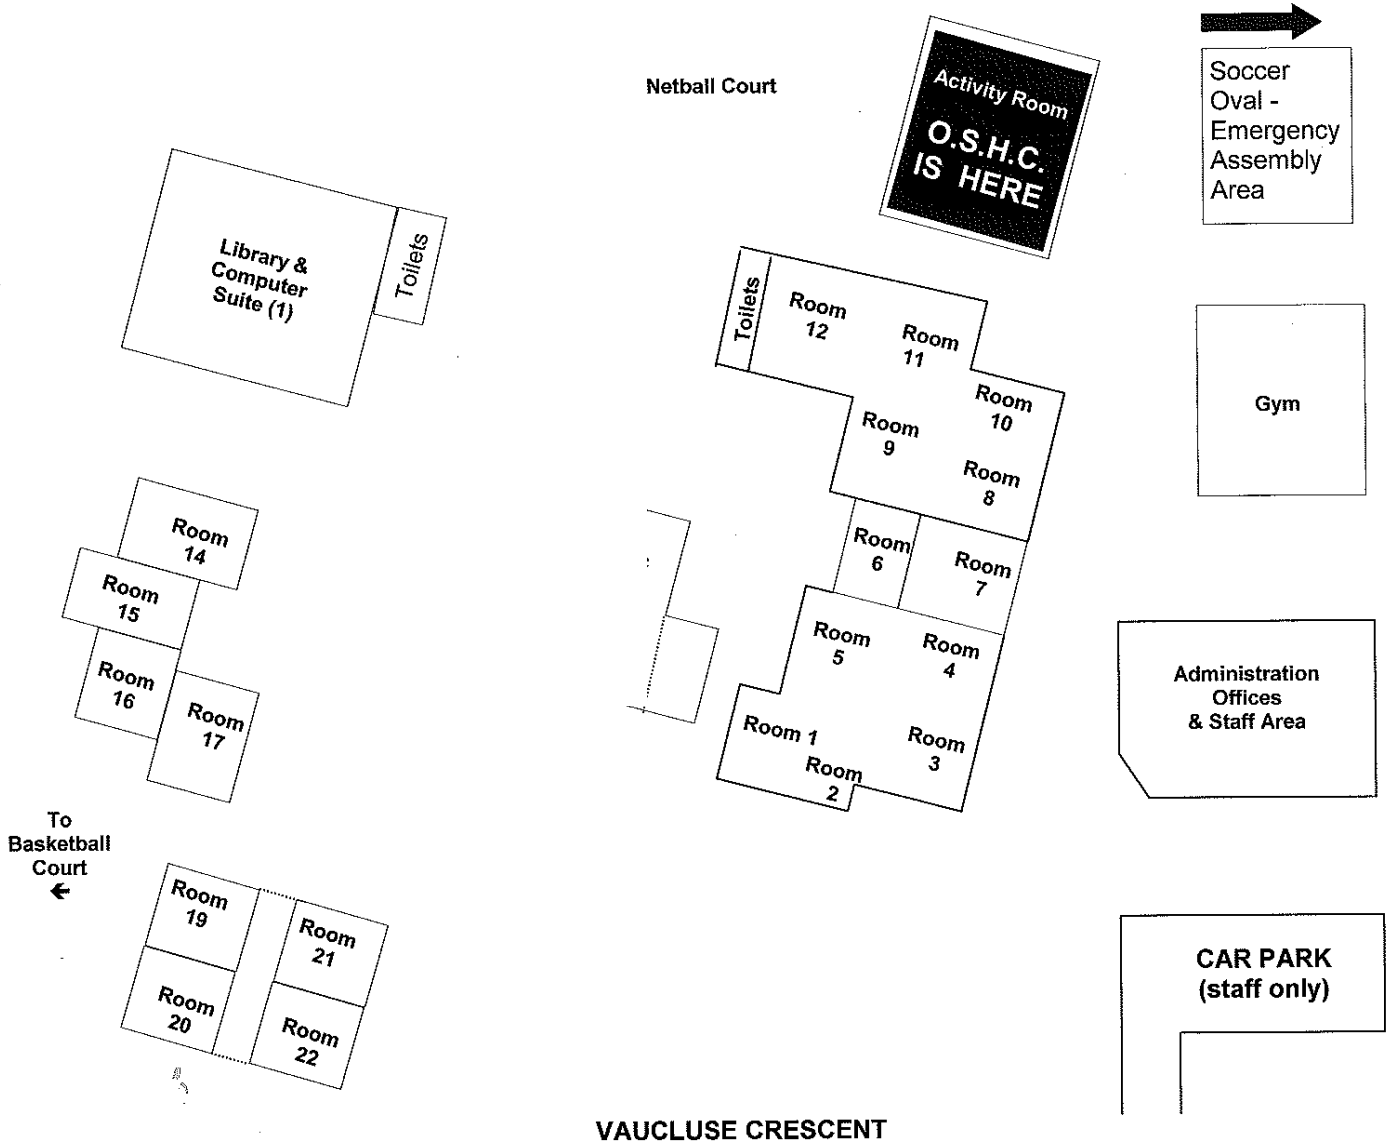 Netball Court
Activity Room
O.S.H.C.
IS HERE
Soccer
Oval -
Emergency
Assembly
Area
Library &
Computer
Suite (1)
Toilets
Toilets
Room
12
Room
11
Room
10
Room
9
Room
8
Gym
Room
14
Room
15
Room
16
Room
17
Room
6
Room
7
Room
5
Room
4
Room 1
Room
2
Room
3
Administration
Offices
& Staff Area
To
Basketball
Court
Room
19
Room
20
Room
21
Room
22
CAR PARK
(staff only)
VAUCLUSE CRESCENT